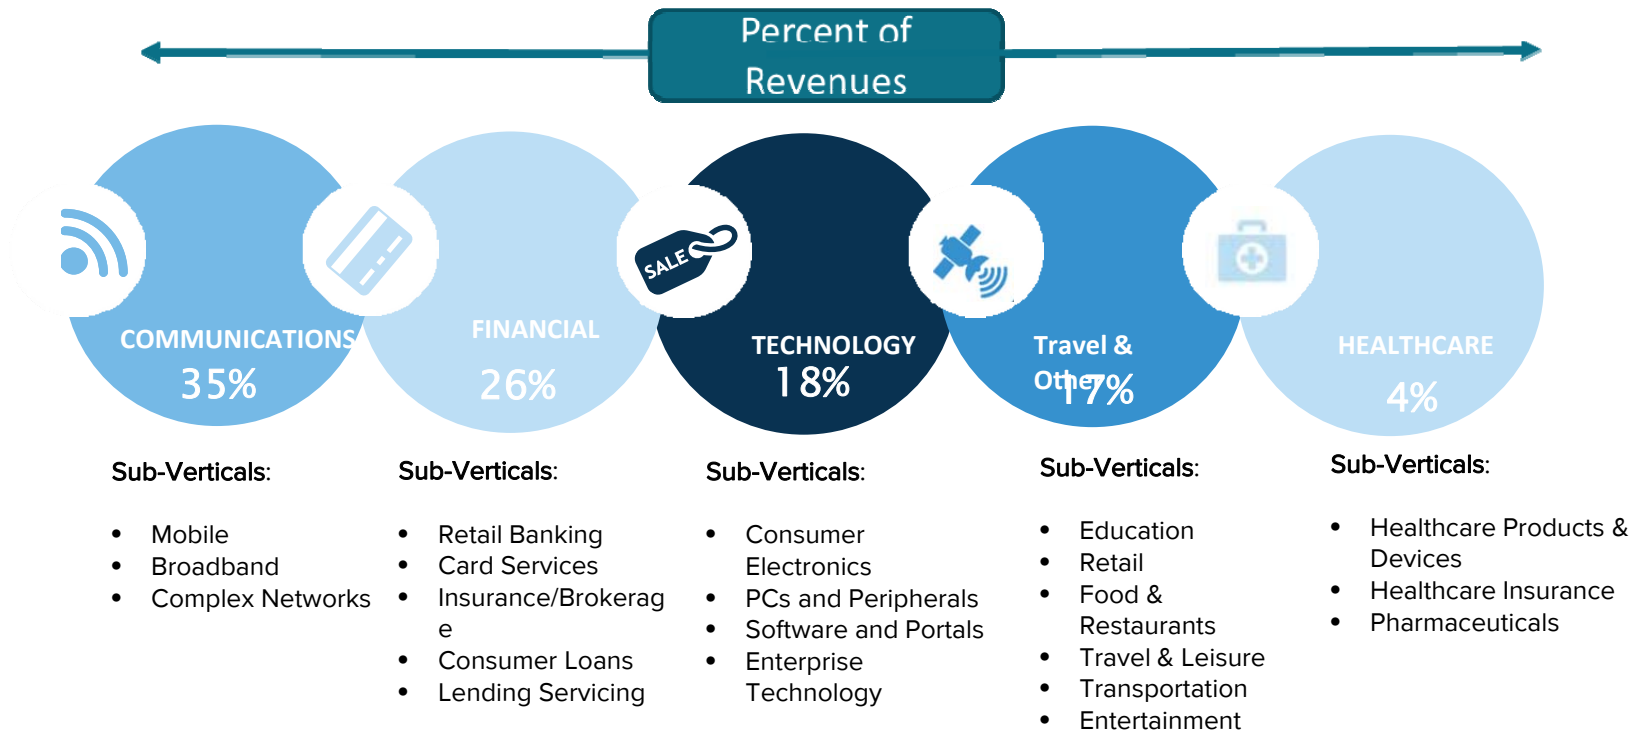 Percent of
Revenues
SALE
COMMUNICATIONS
35%
FINANCIAL
26%
TECHNOLOGY
18%
Travel &
Other
17%
HEALTHCARE
4%
Sub-Verticals:
• Mobile
• Broadband
• Complex Networks
Sub-Verticals:
• Retail Banking
• Card Services
• Insurance/Brokerag
e
• Consumer Loans
• Lending Servicing
Sub-Verticals:
• Consumer
Electronics
• PCs and Peripherals
• Software and Portals
• Enterprise
Technology
Sub-Verticals:
• Education
• Retail
• Food &
Restaurants
• Travel & Leisure
• Transportation
• Entertainment
Sub-Verticals:
• Healthcare Products &
Devices
• Healthcare Insurance
• Pharmaceuticals